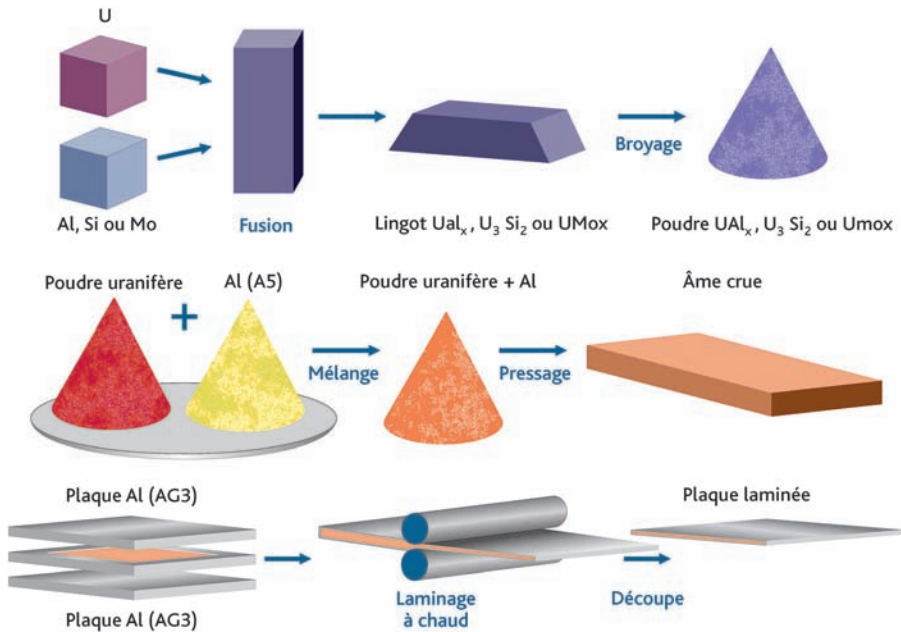 U
Al, Si ou Mo
Fusion
Lingot Ualx, U3 Si2 ou UMox
Broyage
Poudre UAlx, U3 Si2 ou Umox
Poudre uranifère
+
Al (A5)
Mélange
Poudre uranifère + Al
Pressage
Âme crue
Plaque Al (AG3)
Plaque Al (AG3)
Laminage
à chaud
Découpe
Plaque laminée